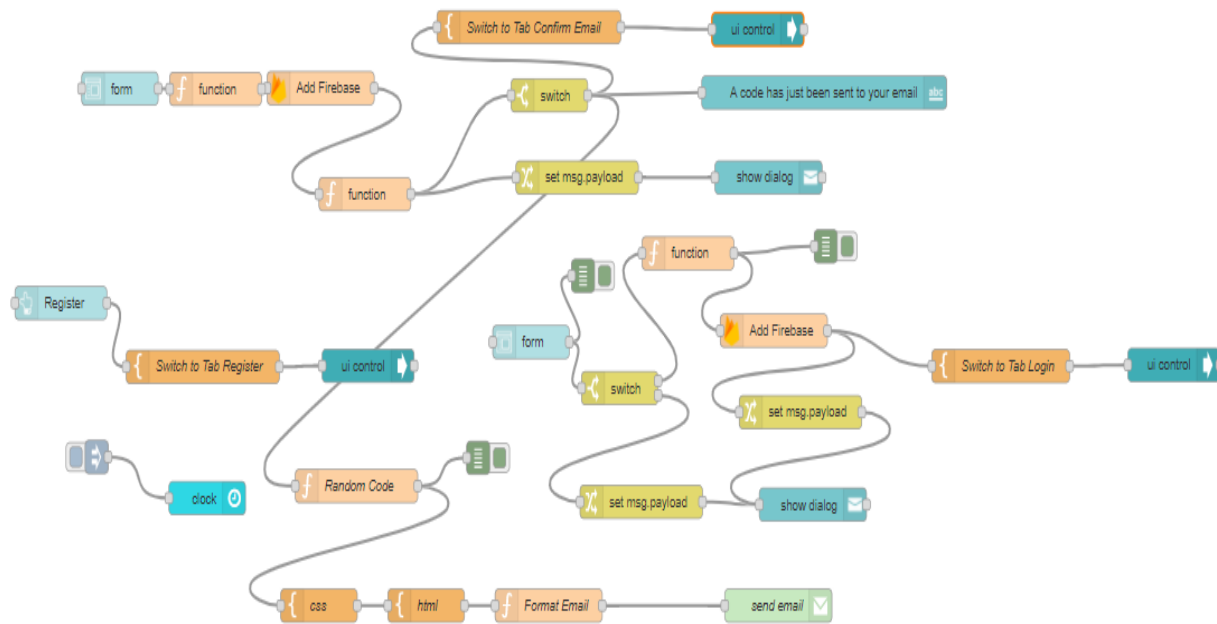 Switch to Tab Confirm Email
ui control
form
function
Add Firebase
switch
A code has just been sent to your email
abc
function
set msg.payload
show dialog
function
Register
form
Add Firebase
Switch to Tab Register
ui control
switch
Switch to Tab Login
ui control
set msg.payload
Random Code
clock
set msg.payload
show dialog
css
html
Format Email
send email